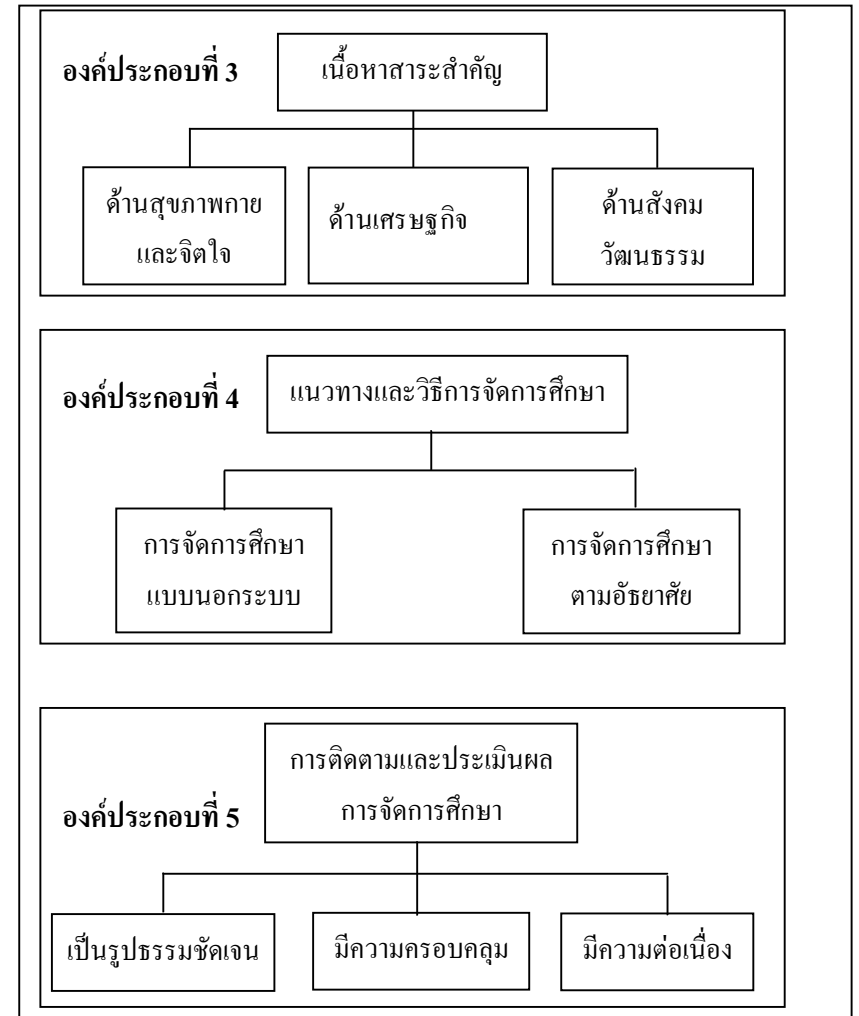 องค์ประกอบที่ 3
เนื้อหาสาระสำคัญ
ด้านสุขภาพกาย
และจิตใจ
ด้านเศรษฐกิจ
ด้านสังคม
วัฒนธรรม
องค์ประกอบที่ 4
แนวทางและวิธีการจัดการศึกษา
การจัดการศึกษา
แบบนอกระบบ
การจัดการศึกษา
ตามอัธยาศัย
การติดตามและประเมินผล
การจัดการศึกษา
องค์ประกอบที่ 5
เป็นรูปธรรมชัดเจน
มีความครอบคลุม
มีความต่อเนื่อง